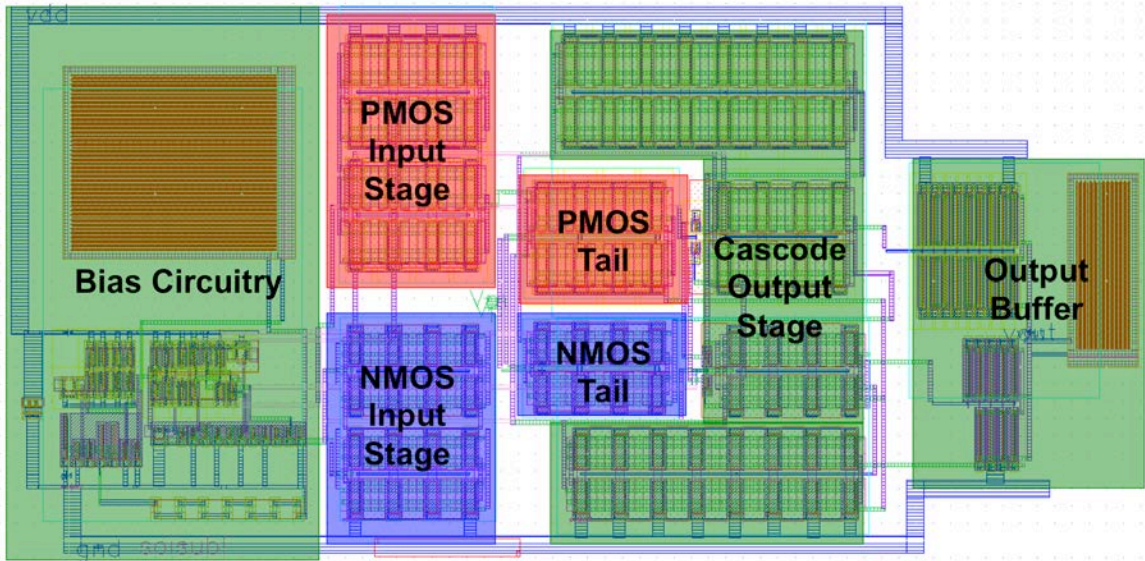 vdd
PMOS
Input
Stage
PMOS
Tail
Cascode
Output
Stage
Bias Circuitry
Output
Buffer
NMOS
Input
Stage
NMOS
Tail
gnd